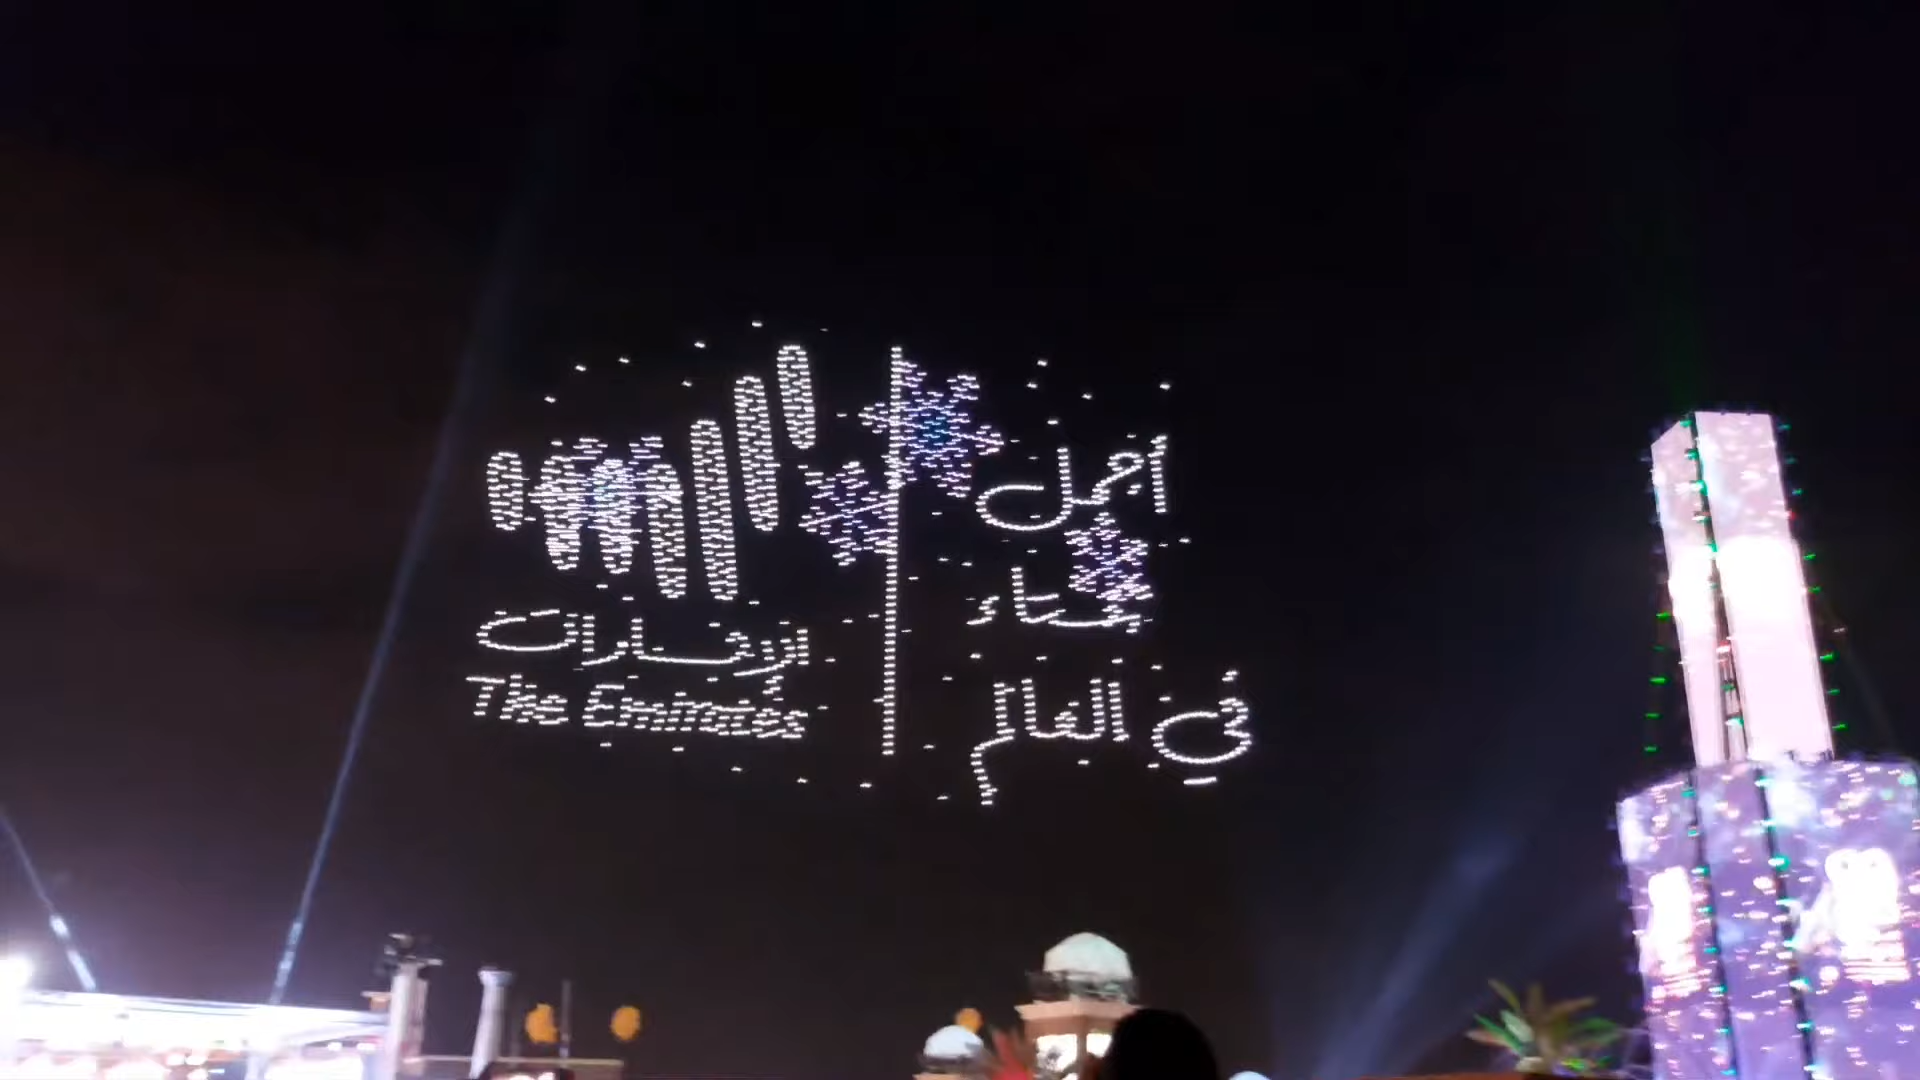 أجمل
شتاء
في العالم
الإمارات
The Emirates